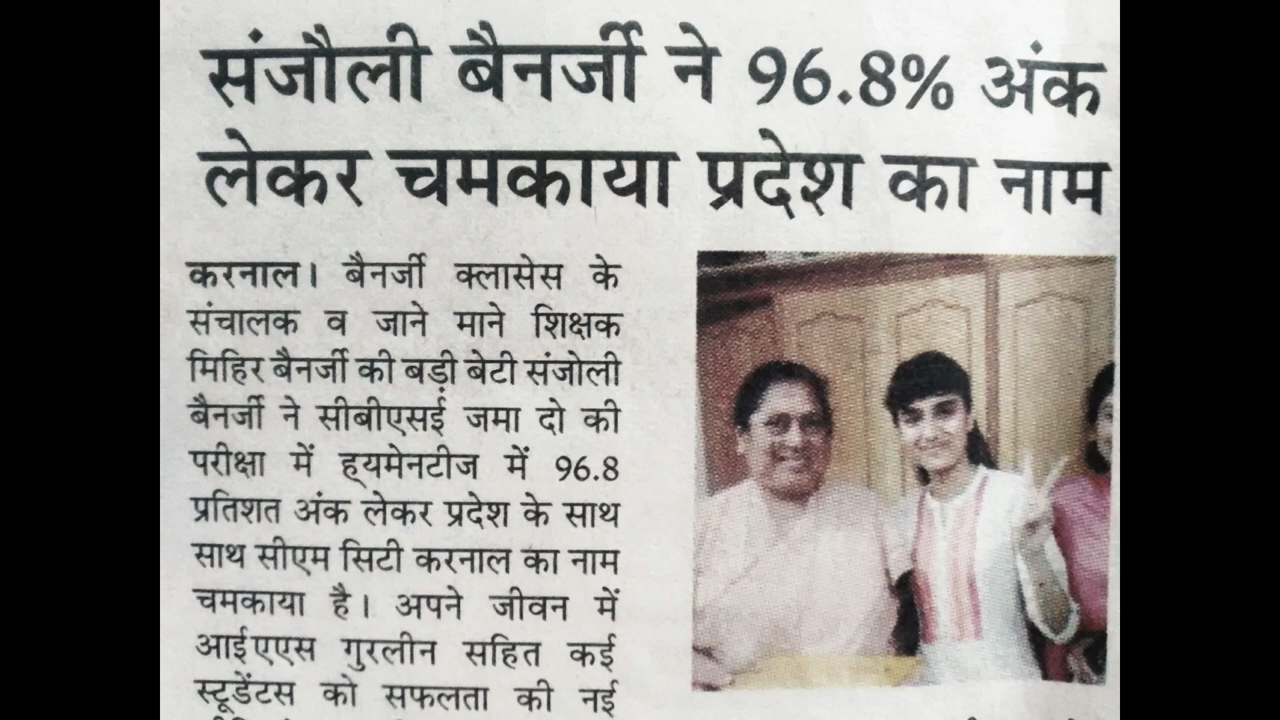 संजौली बैनर्जी ने 96.8% अंक
लेकर चमकाया प्रदेश का नाम
करनाल। बैनर्जी क्लासेस के
संचालक व जाने माने शिक्षक
मिहिर बैनर्जी की बड़ी बेटी संजोली
बैनर्जी ने सीबीएसई जमा दो की
परीक्षा में ह्यमेनटीज में 96.8
प्रतिशत अंक लेकर प्रदेश के साथ
साथ सीएम सिटी करनाल का नाम
चमकाया है। अपने जीवन में
आईएएस गुरलीन सहित कई
स्टूडेंटस को सफलता की नई